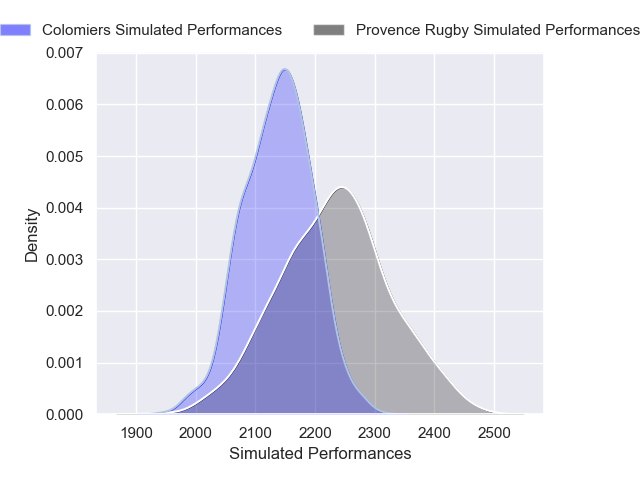 Colomiers Simulated Performances
Provence Rugby Simulated Performances
0.007
0.006
0.005
0.004
0.003
0.002
0.001
0.000
Density
1900 2000 2100 2200 2300 2400 2500
Simulated Performances